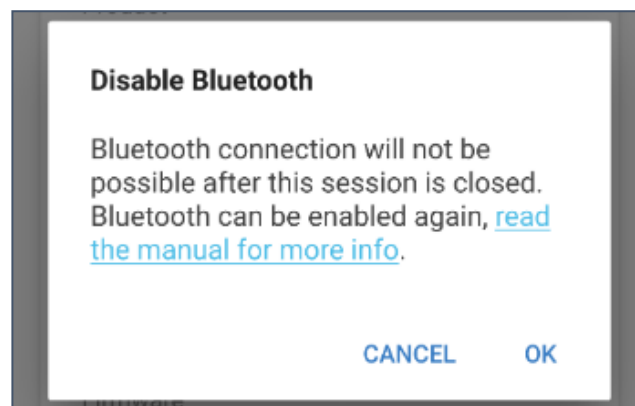 Disable Bluetooth
Bluetooth connection will not be
possible after this session is closed.
Bluetooth can be enabled again, read
the manual for more info.
CANCEL OK